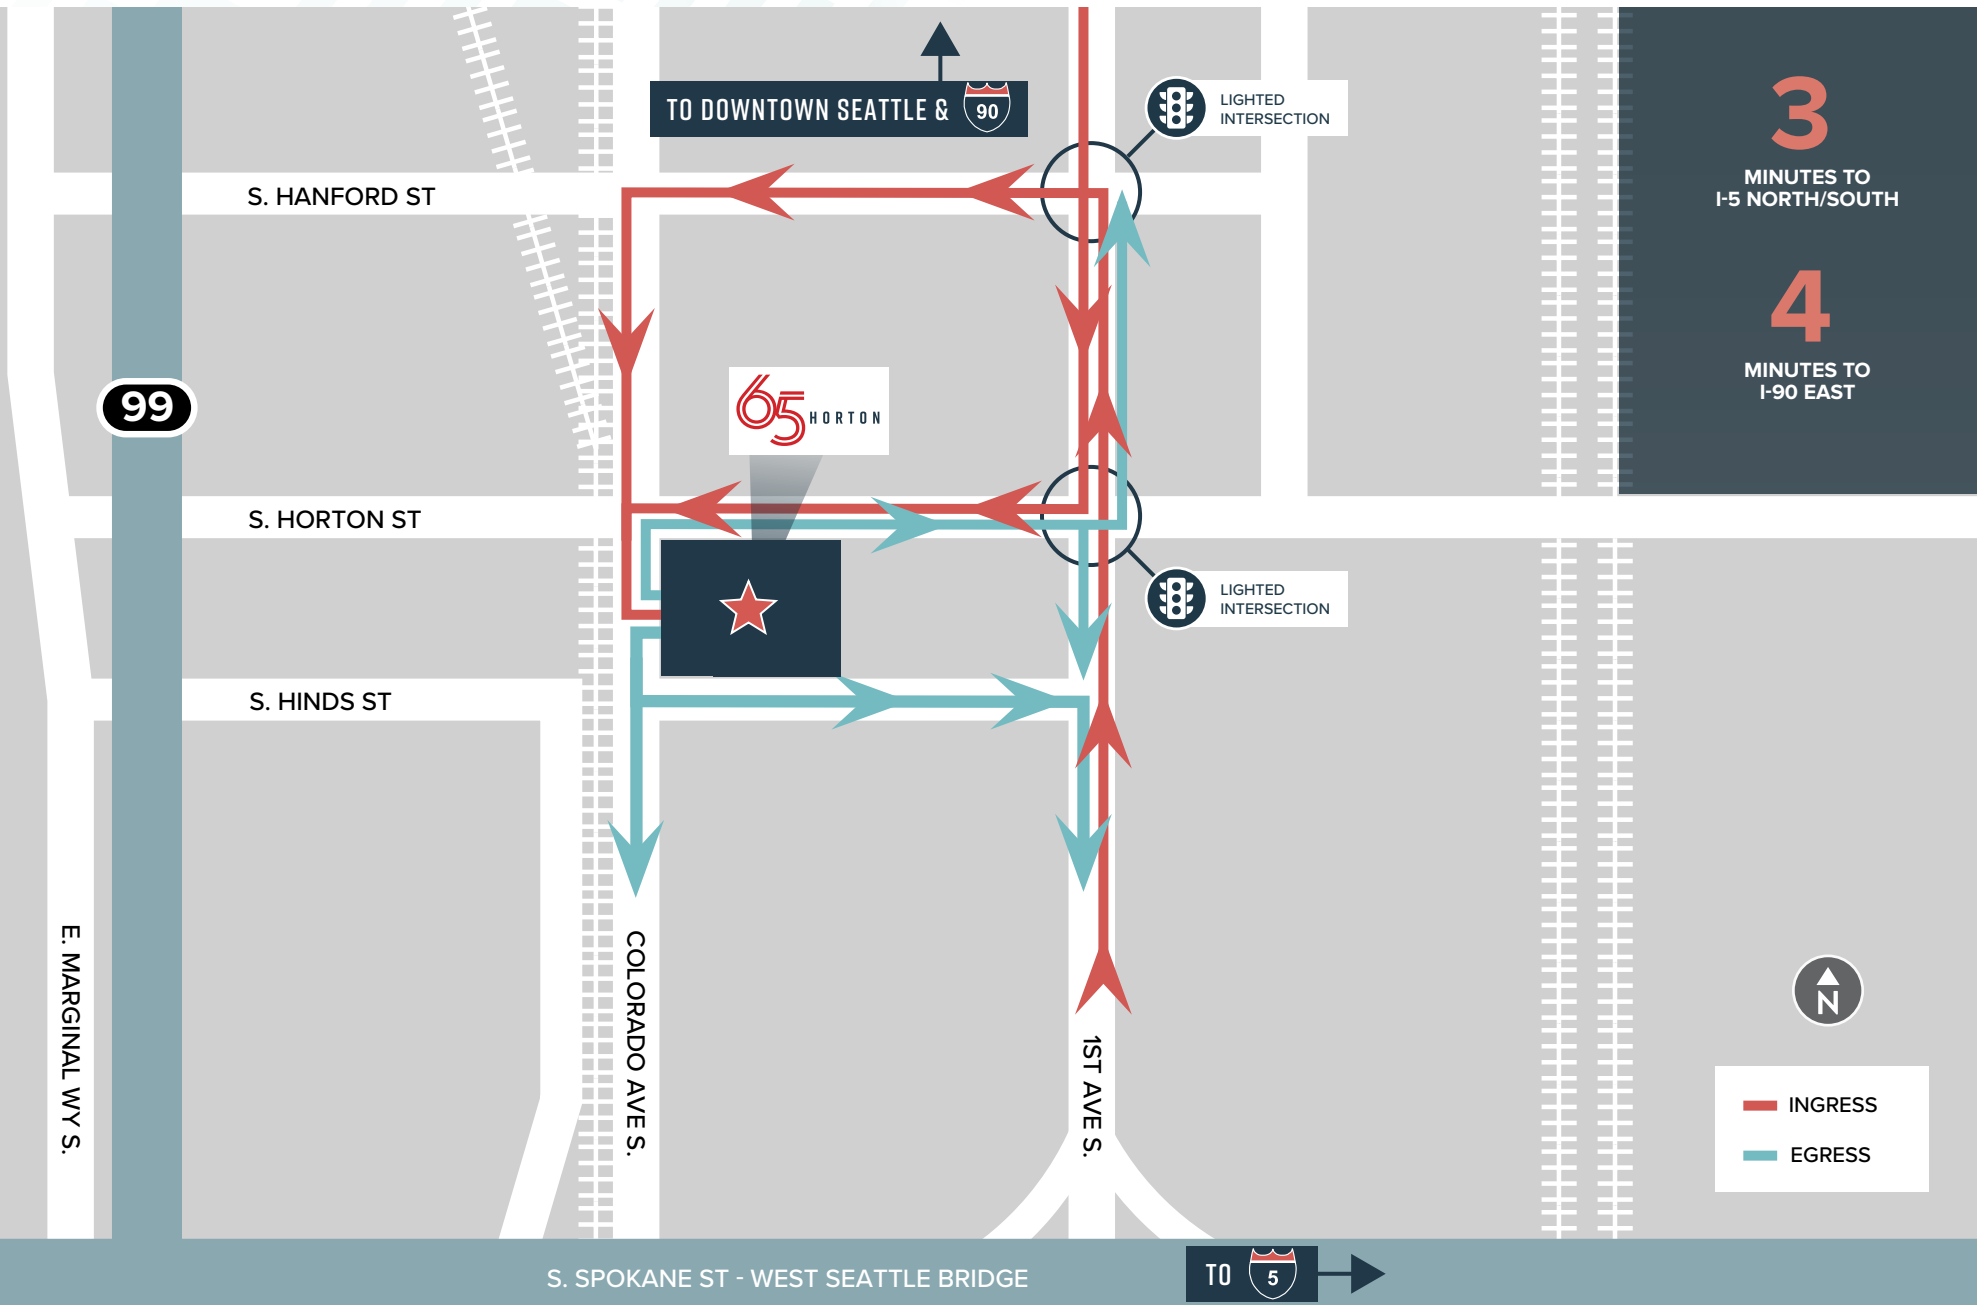 TO DOWNTOWN SEATTLE & 90
LIGHTED
INTERSECTION
3
MINUTES TO
I-5 NORTH/SOUTH
4
MINUTES TO
I-90 EAST
S. HANFORD ST
99
65 HORTON
S. HORTON ST
LIGHTED
INTERSECTION
S. HINDS ST
E. MARGINAL WY S.
COLORADO AVE S.
1ST AVE S.
N
INGRESS
EGRESS
S. SPOKANE ST - WEST SEATTLE BRIDGE
TO 5